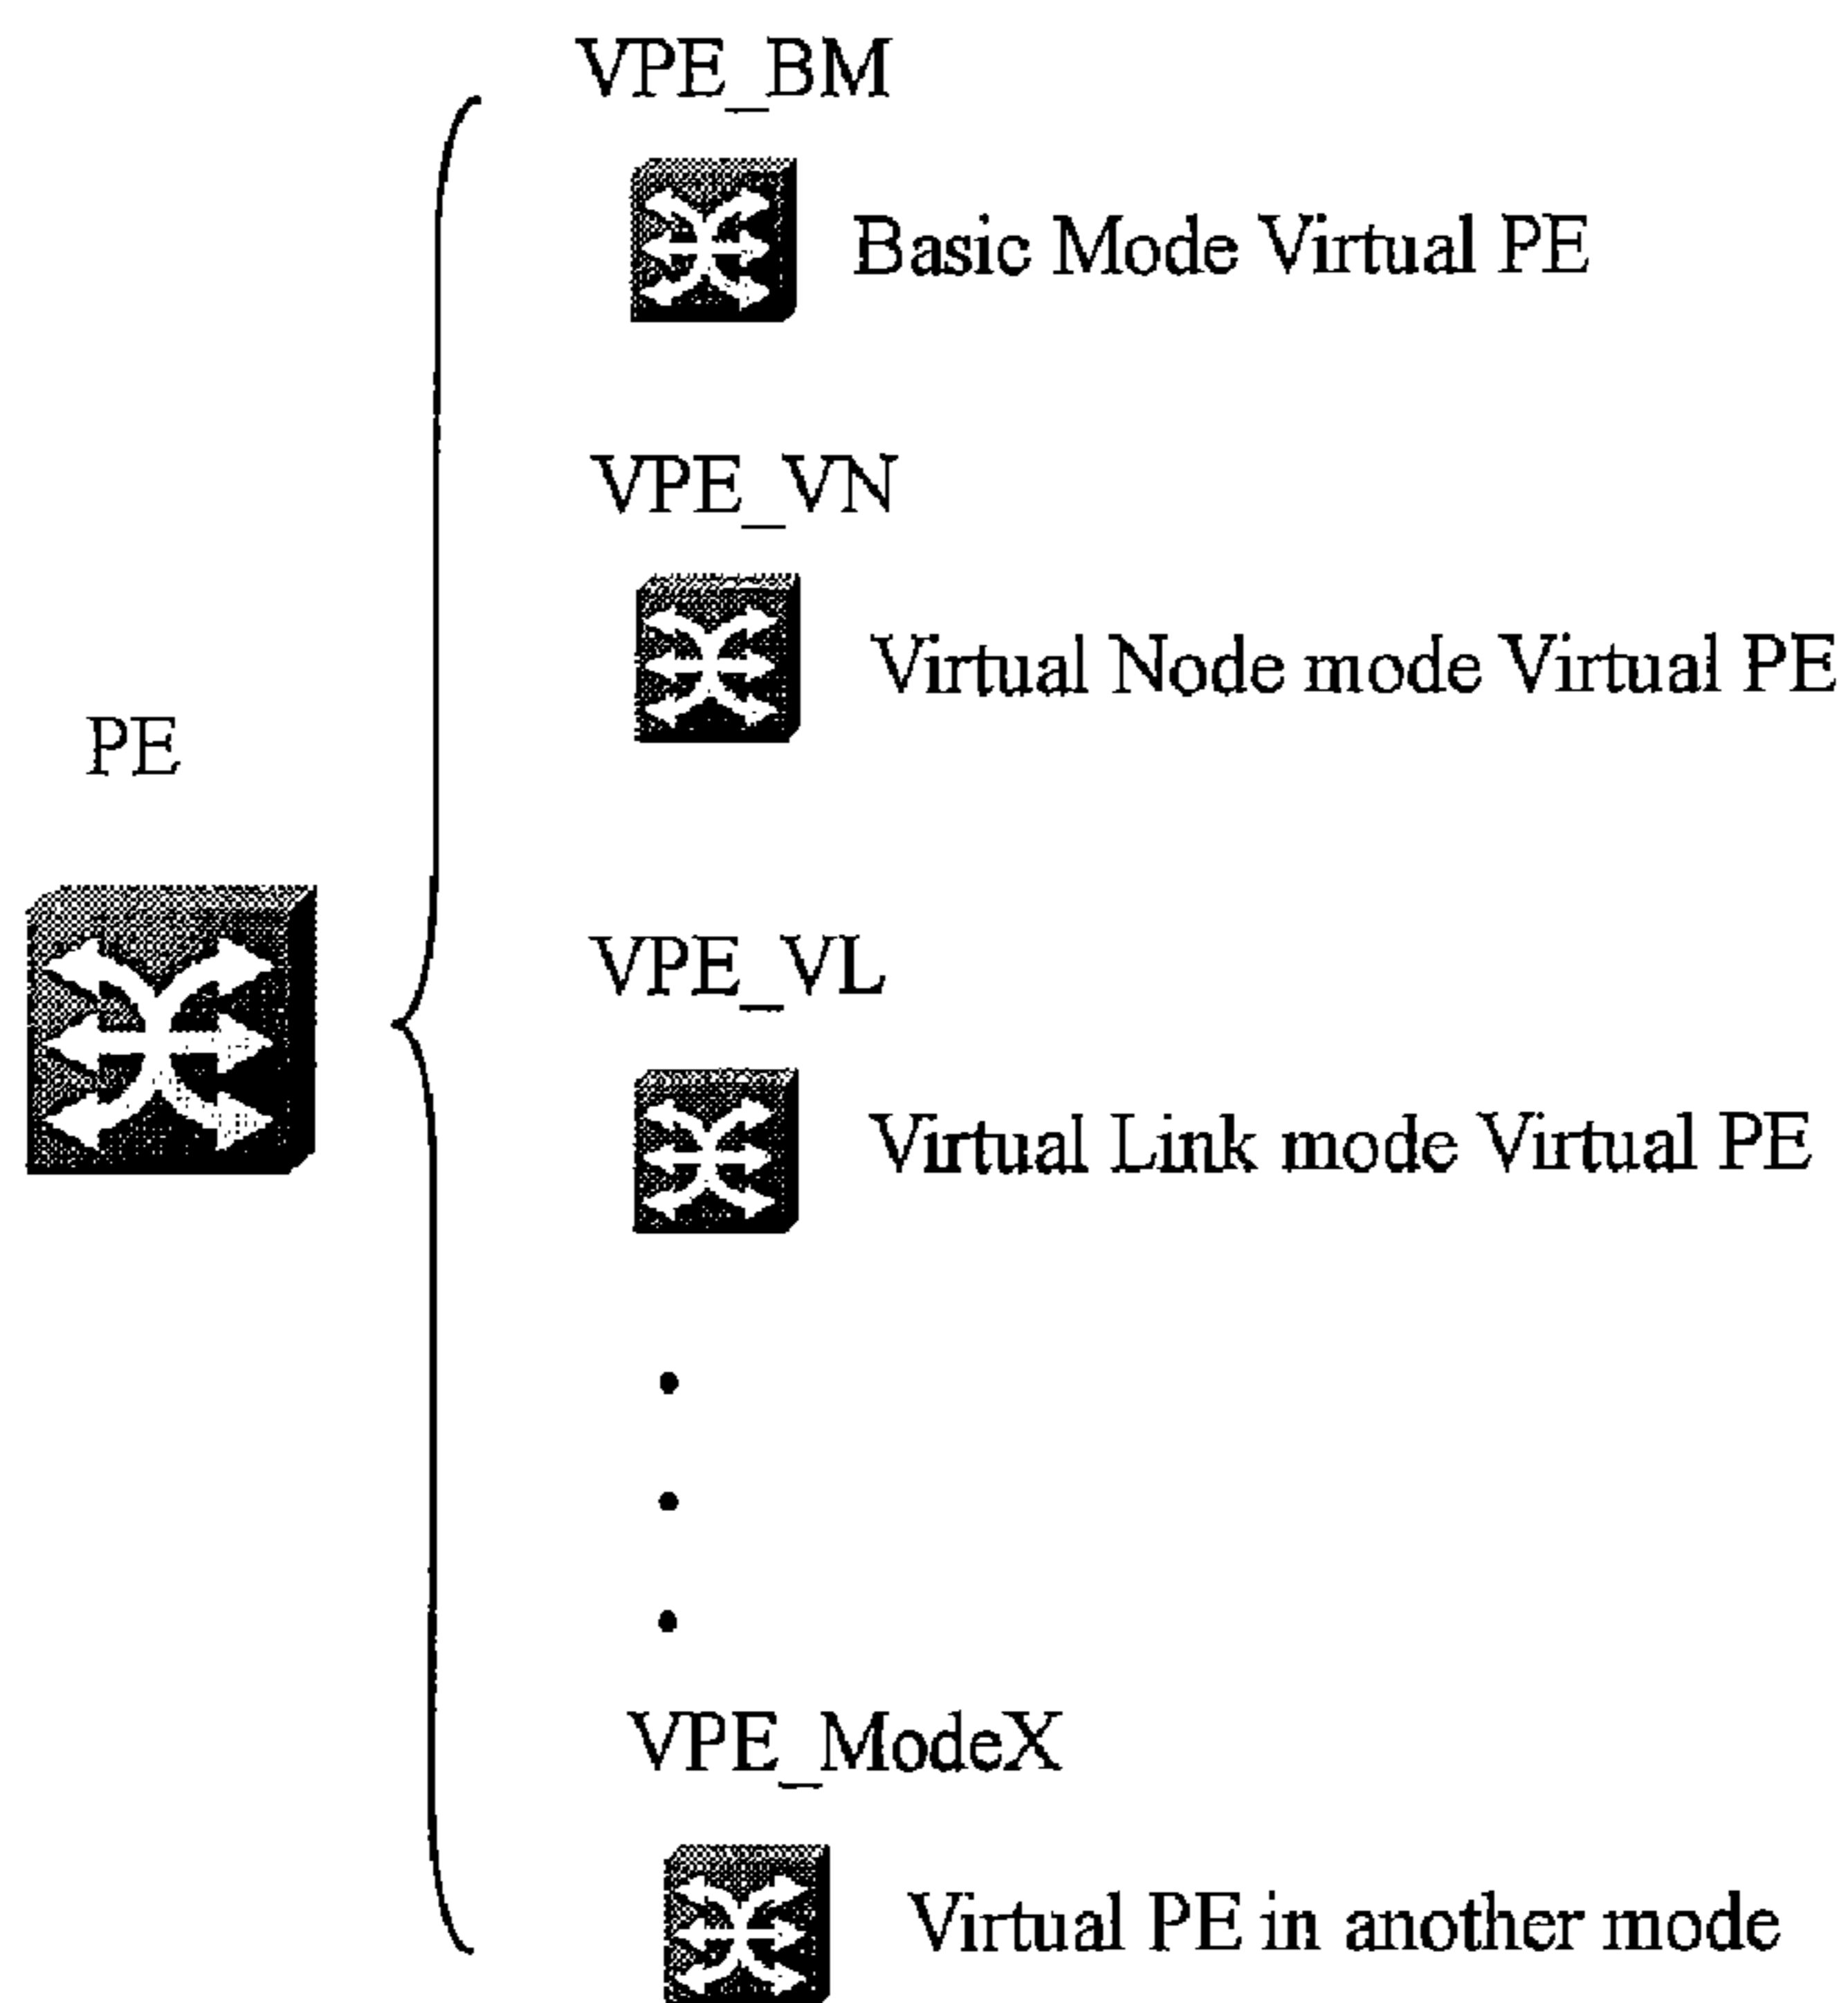 VPE_BM
Basic Mode Virtual PE
VPE_VN
Virtual Node mode Virtual PE
PE
VPE_VL
Virtual Link mode Virtual PE
VPE_ModeX
Virtual PE in another mode